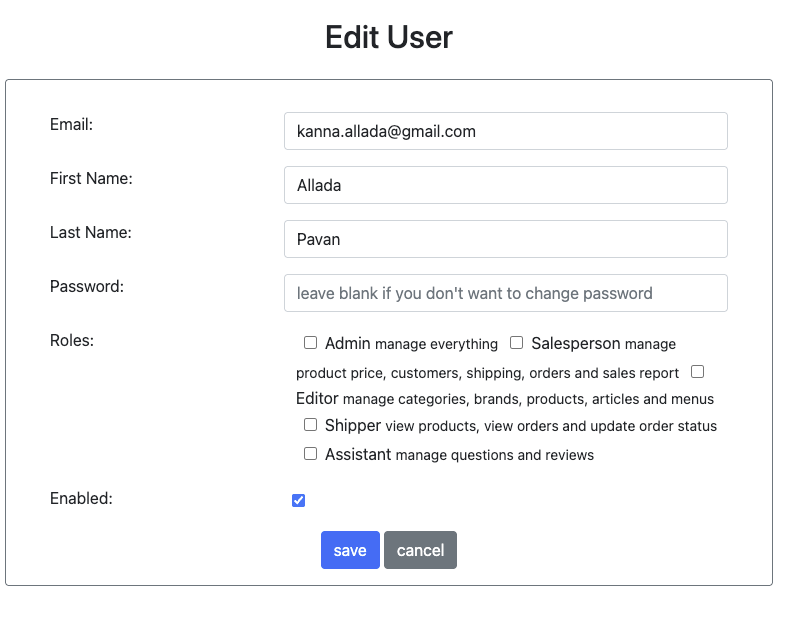 Edit User
Email:
kanna.allada@gmail.com
First Name:
Allada
Last Name:
Pavan
Password:
leave blank if you don't want to change password
Roles:
Admin manage everything Salesperson manage
product price, customers, shipping, orders and sales report
Editor manage categories, brands, products, articles and menus
Shipper view products, view orders and update order status
Assistant manage questions and reviews
Enabled:
save cancel